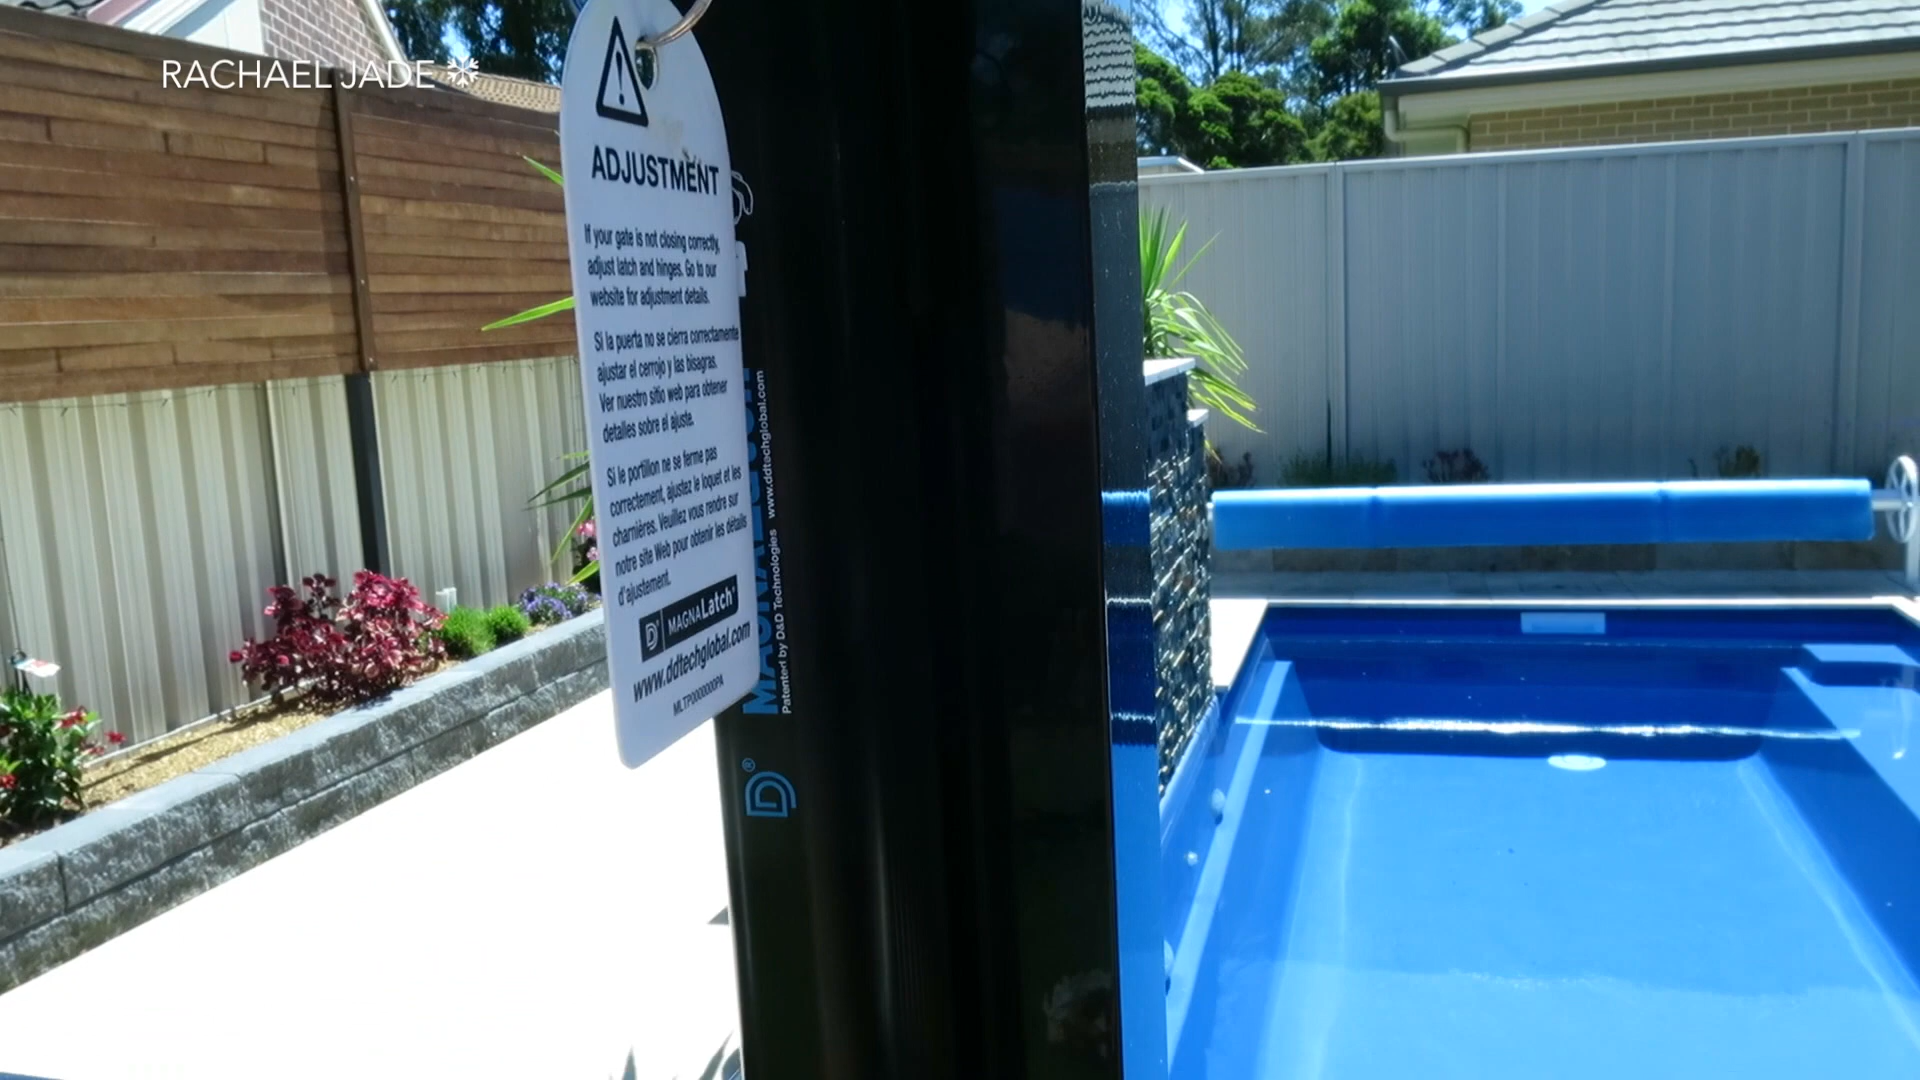 RACHAEL JADE
ADJUSTMENT
If your gate is not closing correctly,
adjust latch and hinges. Go to our
website for adjustment details.
Si la puerta no se cierra correctamente
ajustar el cerrojo y las bisagras.
Ver nuestro sitio web para obtener
detalles sobre el ajuste.
Si le portillon ne se ferme pas
correctement, ajustez le loquet et les
charnières. Veuillez vous rendre sur
notre site Web pour obtenir les détails
d'ajustement.
D MAGNALatch®
www.ddtechglobal.com
MLTP0000000PA
Patented by D&D Technologies www.ddtechglobal.com
D®